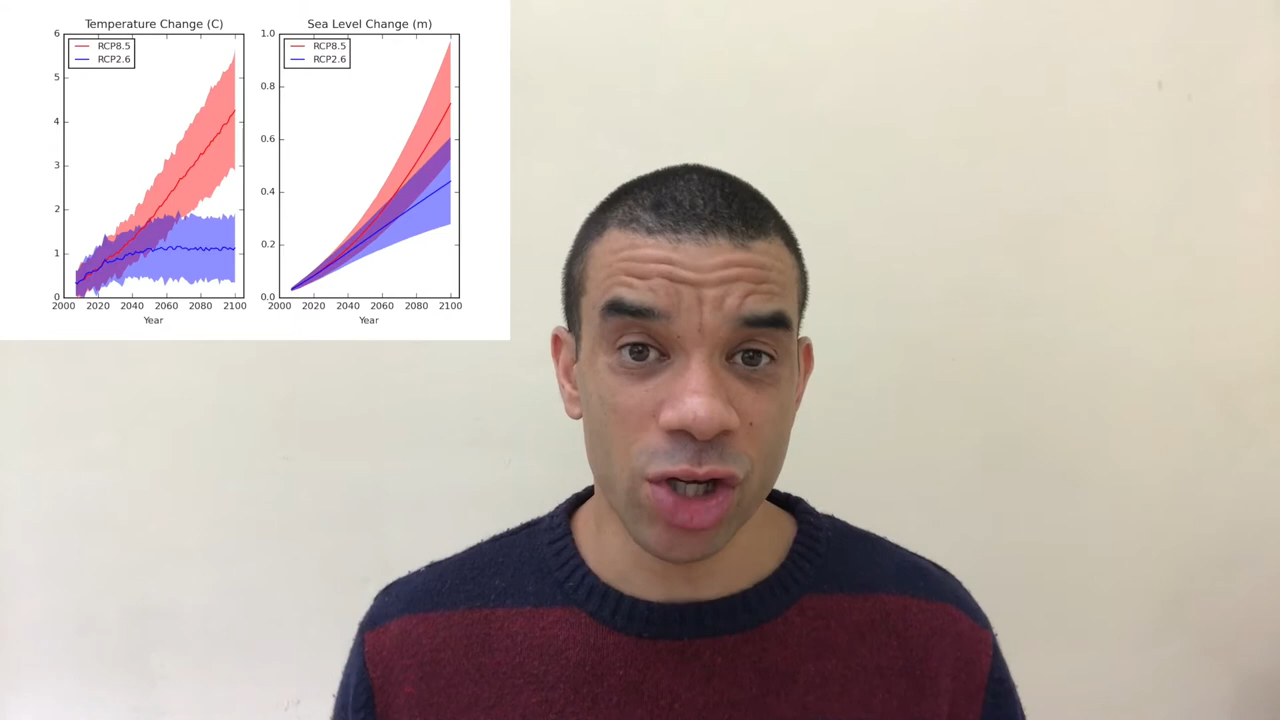 Temperature Change (C)
RCP8.5
RCP2.6
6
5
4
3
2
1
0
2000 2020 2040 2060 2080 2100
Year
Sea Level Change (m)
RCP8.5
RCP2.6
1.0
0.8
0.6
0.4
0.2
0.0
2000 2020 2040 2060 2080 2100
Year